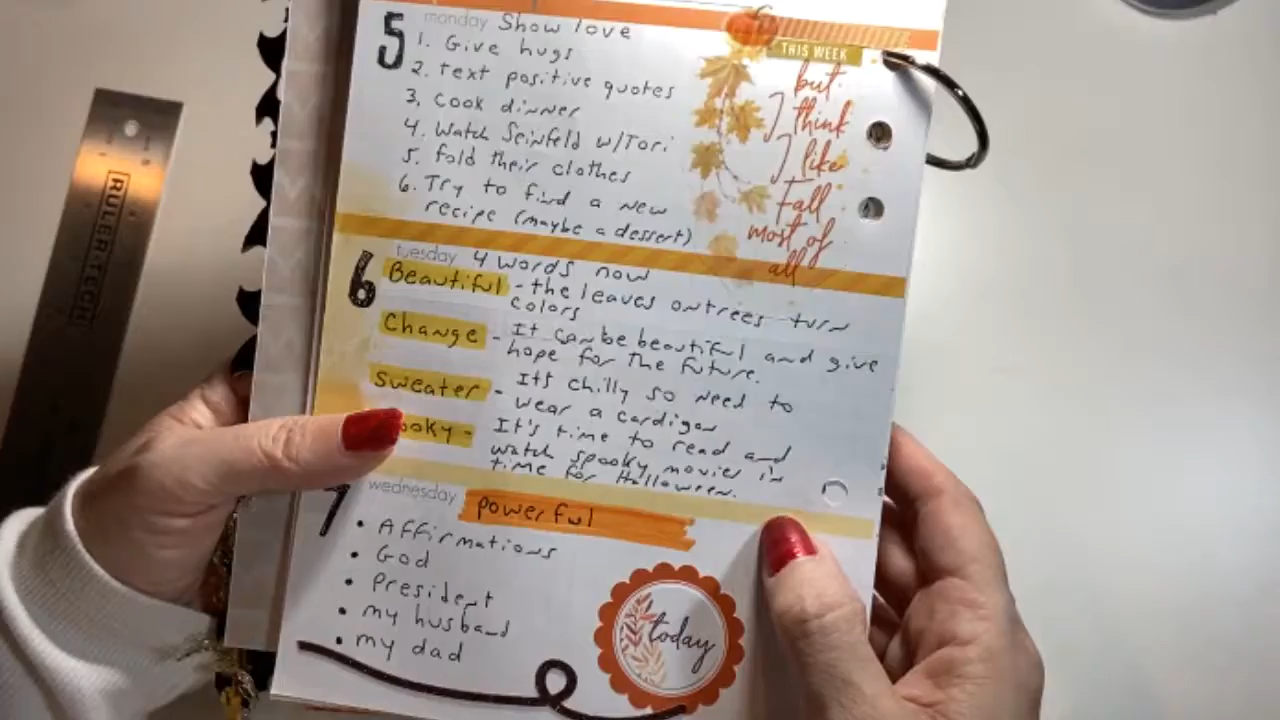 5 monday Show love
1. Give hugs
2. Text positive quotes
3. Cook dinner
4. Watch Seinfeld w/Tori
5. Fold their clothes
6. Try to find a new
recipe (maybe a dessert)
THIS WEEK
but
I think
I like
Fall
most of
all
6 tuesday 4 words now
Beautiful - the leaves on trees turn
colors
Change - It can be beautiful and give
hope for the future.
Sweater - It's chilly so need to
wear a cardigan
ooky - It's time to read and
watch spooky movies in
time for Halloween.
7 wednesday powerful
• Affirmations
• God
• President
• my husband
• my dad
today
RULER-TECH